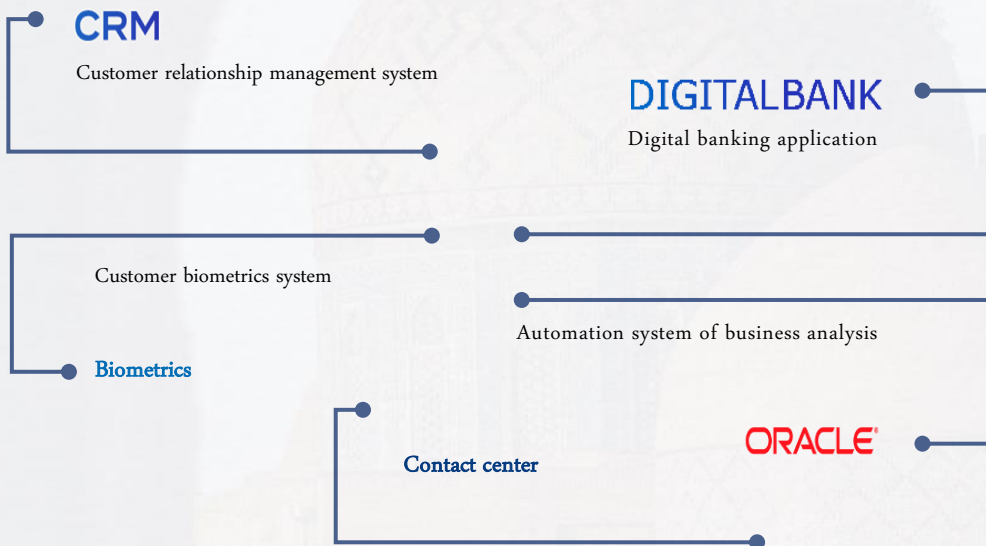 CRM
Customer relationship management system
DIGITALBANK
Digital banking application
Customer biometrics system
Automation system of business analysis
Biometrics
ORACLE
Contact center